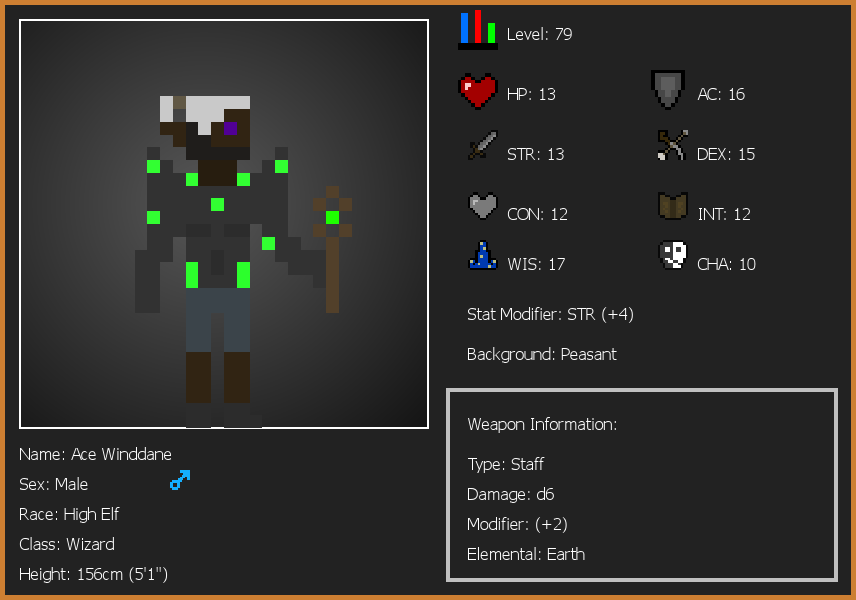 Level: 79
HP: 13
AC: 16
STR: 13
DEX: 15
CON: 12
INT: 12
WIS: 17
CHA: 10
Stat Modifier: STR (+4)
Background: Peasant
Weapon Information:
Type: Staff
Damage: d6
Modifier: (+2)
Elemental: Earth
Name: Ace Winddane
Sex: Male
Race: High Elf
Class: Wizard
Height: 156cm (5'1")